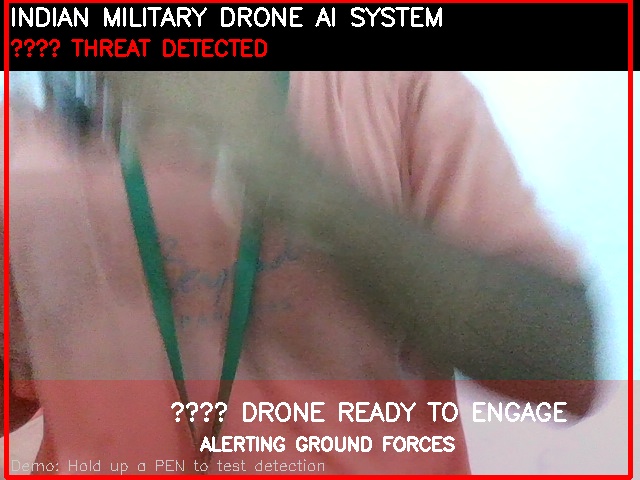 INDIAN MILITARY DRONE AI SYSTEM
???? THREAT DETECTED
???? DRONE READY TO ENGAGE
ALERTING GROUND FORCES
Demo: Hold up a PEN to test detection